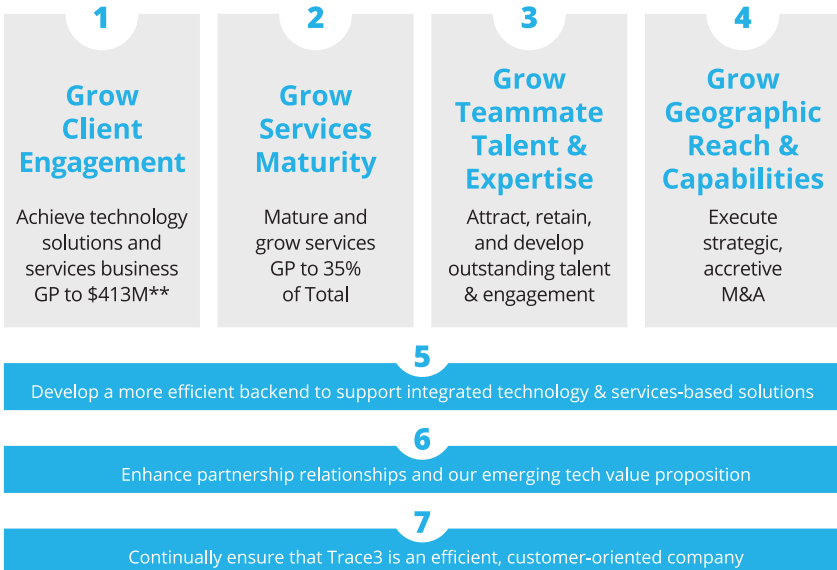 1
Grow
Client
Engagement
Achieve technology
solutions and
services business
GP to $413M**
2
Grow
Services
Maturity
Mature and
grow services
GP to 35%
of Total
3
Grow
Teammate
Talent &
Expertise
Attract, retain,
and develop
outstanding talent
& engagement
4
Grow
Geographic
Reach &
Capabilities
Execute
strategic,
accretive
M&A
5
Develop a more efficient backend to support integrated technology & services-based solutions
6
Enhance partnership relationships and our emerging tech value proposition
7
Continually ensure that Trace3 is an efficient, customer-oriented company